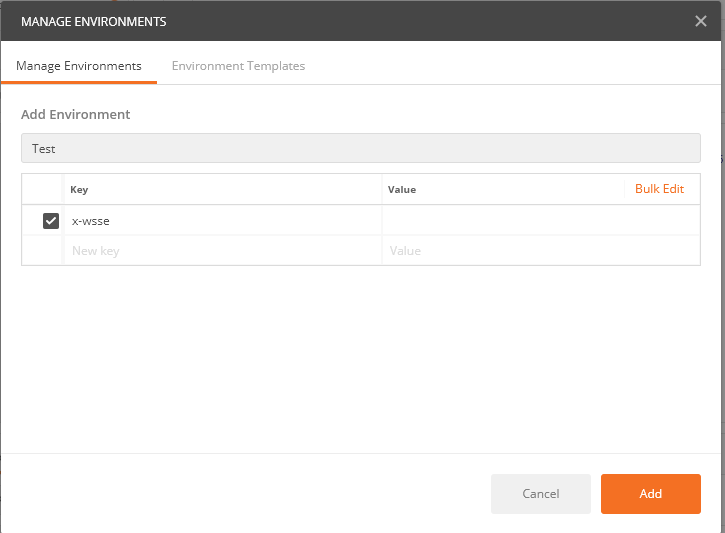 MANAGE ENVIRONMENTS
Manage Environments Environment Templates
Add Environment
Test
Key Value Bulk Edit
x-wsse
New key Value
Cancel Add